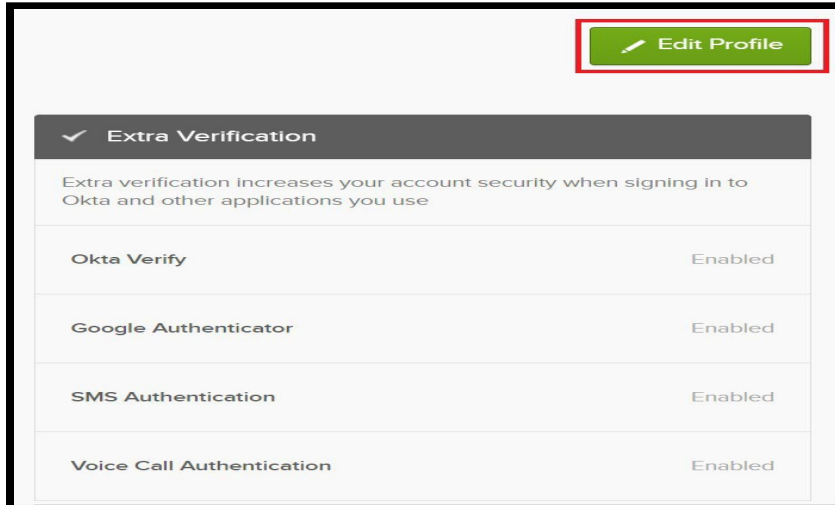 Edit Profile
Extra Verification
Extra verification increases your account security when signing in to
Okta and other applications you use
Okta Verify Enabled
Google Authenticator Enabled
SMS Authentication Enabled
Voice Call Authentication Enabled